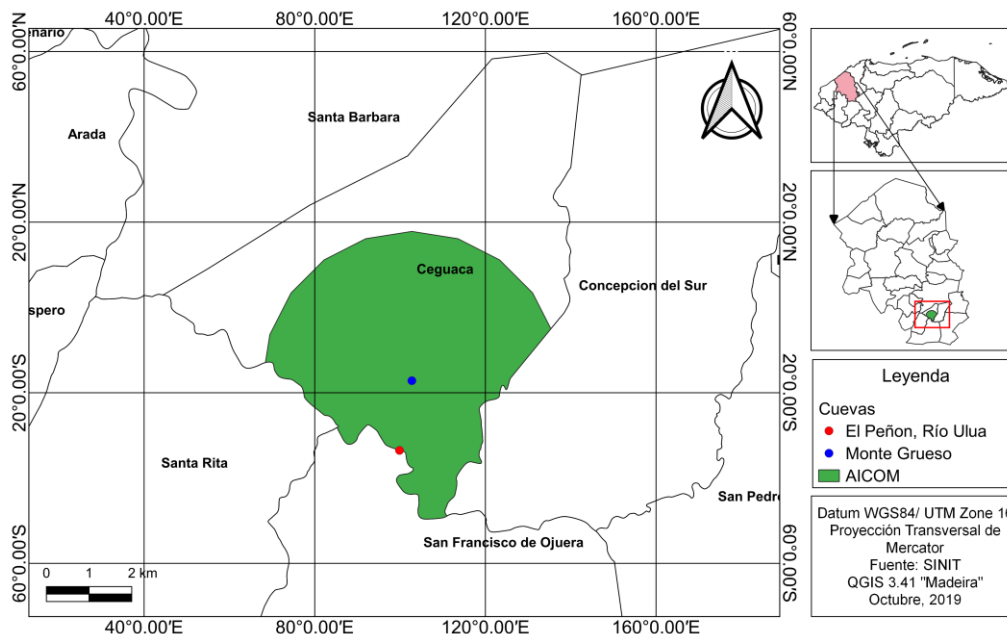 40°0.00'E 80°0.00'E 120°0.00'E 160°0.00'E
60°0.00'N
20°0.00'N
20°0.00'S
60°0.00'S
enario
Arada
Santa Barbara
Ceguaca
Concepcion del Sur
spero
Santa Rita
San Pedro
San Francisco de Ojuera
0 1 2 km
40°0.00'E 80°0.00'E 120°0.00'E 160°0.00'E
60°0.00'N
20°0.00'N
20°0.00'S
60°0.00'S
Leyenda
Cuevas
El Peñon, Río Ulua
Monte Grueso
AICOM
Datum WGS84/ UTM Zone 16
Proyección Transversal de
Mercator
Fuente: SINIT
QGIS 3.41 "Madeira"
Octubre, 2019